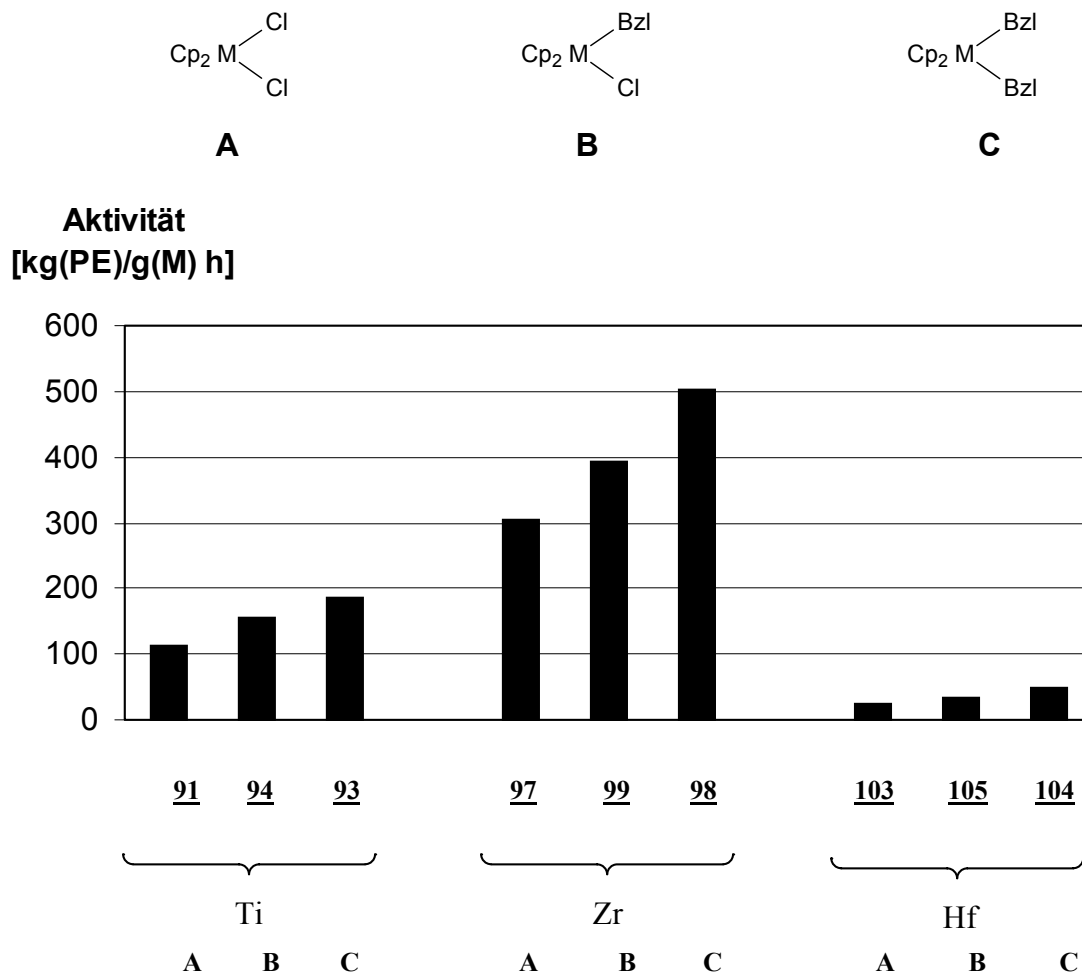 Cl Bzl Bzl
Cp2 M Cp2 M Cp2 M
Cl Cl Bzl
A B C
Aktivität
[kg(PE)/g(M) h]
600
500
400
300
200
100
0
91 94 93 97 99 98 103 105 104
Ti Zr Hf
A B C A B C A B C